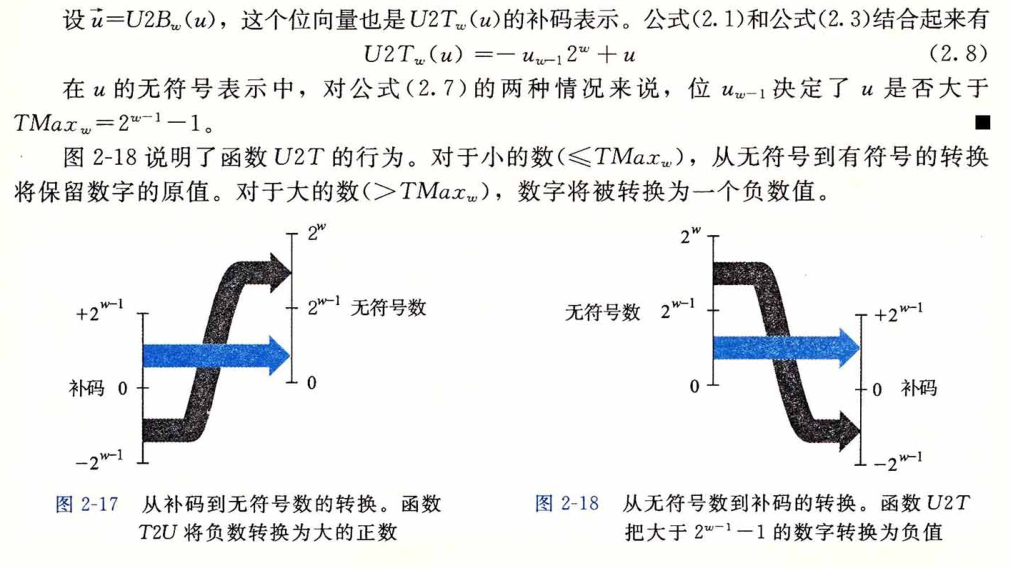 设 u⃗=U2B_w(u)，这个位向量也是U2T_w(u)的补码表示。公式(2.1)和公式(2.3)结合起来有
U2T_w(u) =− u_{w−1}2^w + u (2.8)
在 u 的无符号表示中，对公式(2.7)的两种情况来说，位 u_{w−1}决定了 u 是否大于
TMax_w=2^{w−1}−1。 ■
图 2-18 说明了函数 U2T 的行为。对于小的数(≤TMax_w)，从无符号到有符号的转换
将保留数字的原值。对于大的数(>TMax_w)，数字将被转换为一个负数值。
2^w
+2^{w−1}
2^{w−1} 无符号数
补码 0
0
−2^{w−1}
图 2-17 从补码到无符号数的转换。函数
T2U 将负数转换为大的正数
2^w
无符号数 2^{w−1}
+2^{w−1}
0
0 补码
−2^{w−1}
图 2-18 从无符号数到补码的转换。函数 U2T
把大于 2^{w−1}−1 的数字转换为负值